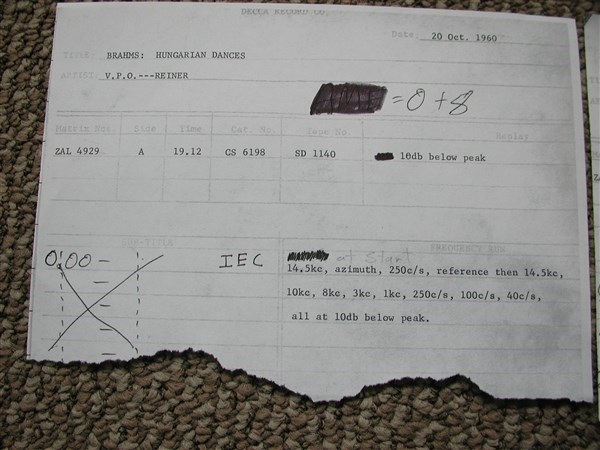 DECCA RECORD CO.
Date: 20 Oct. 1960
TITLE: BRAHMS: HUNGARIAN DANCES
ARTIST V.P.O.---REINER
=0 +8
Matrix No. Side Time Cat. No. Tape No. Replay
ZAL 4929 A 19.12 CS 6198 SD 1140 10db below peak
SUB-TITLE FREQUENCY RUN
0!00 - IEC at Start
14.5kc, azimuth, 250c/s, reference then 14.5kc,
10kc, 8kc, 3kc, 1kc, 250c/s, 100c/s, 40c/s,
all at 10db below peak.